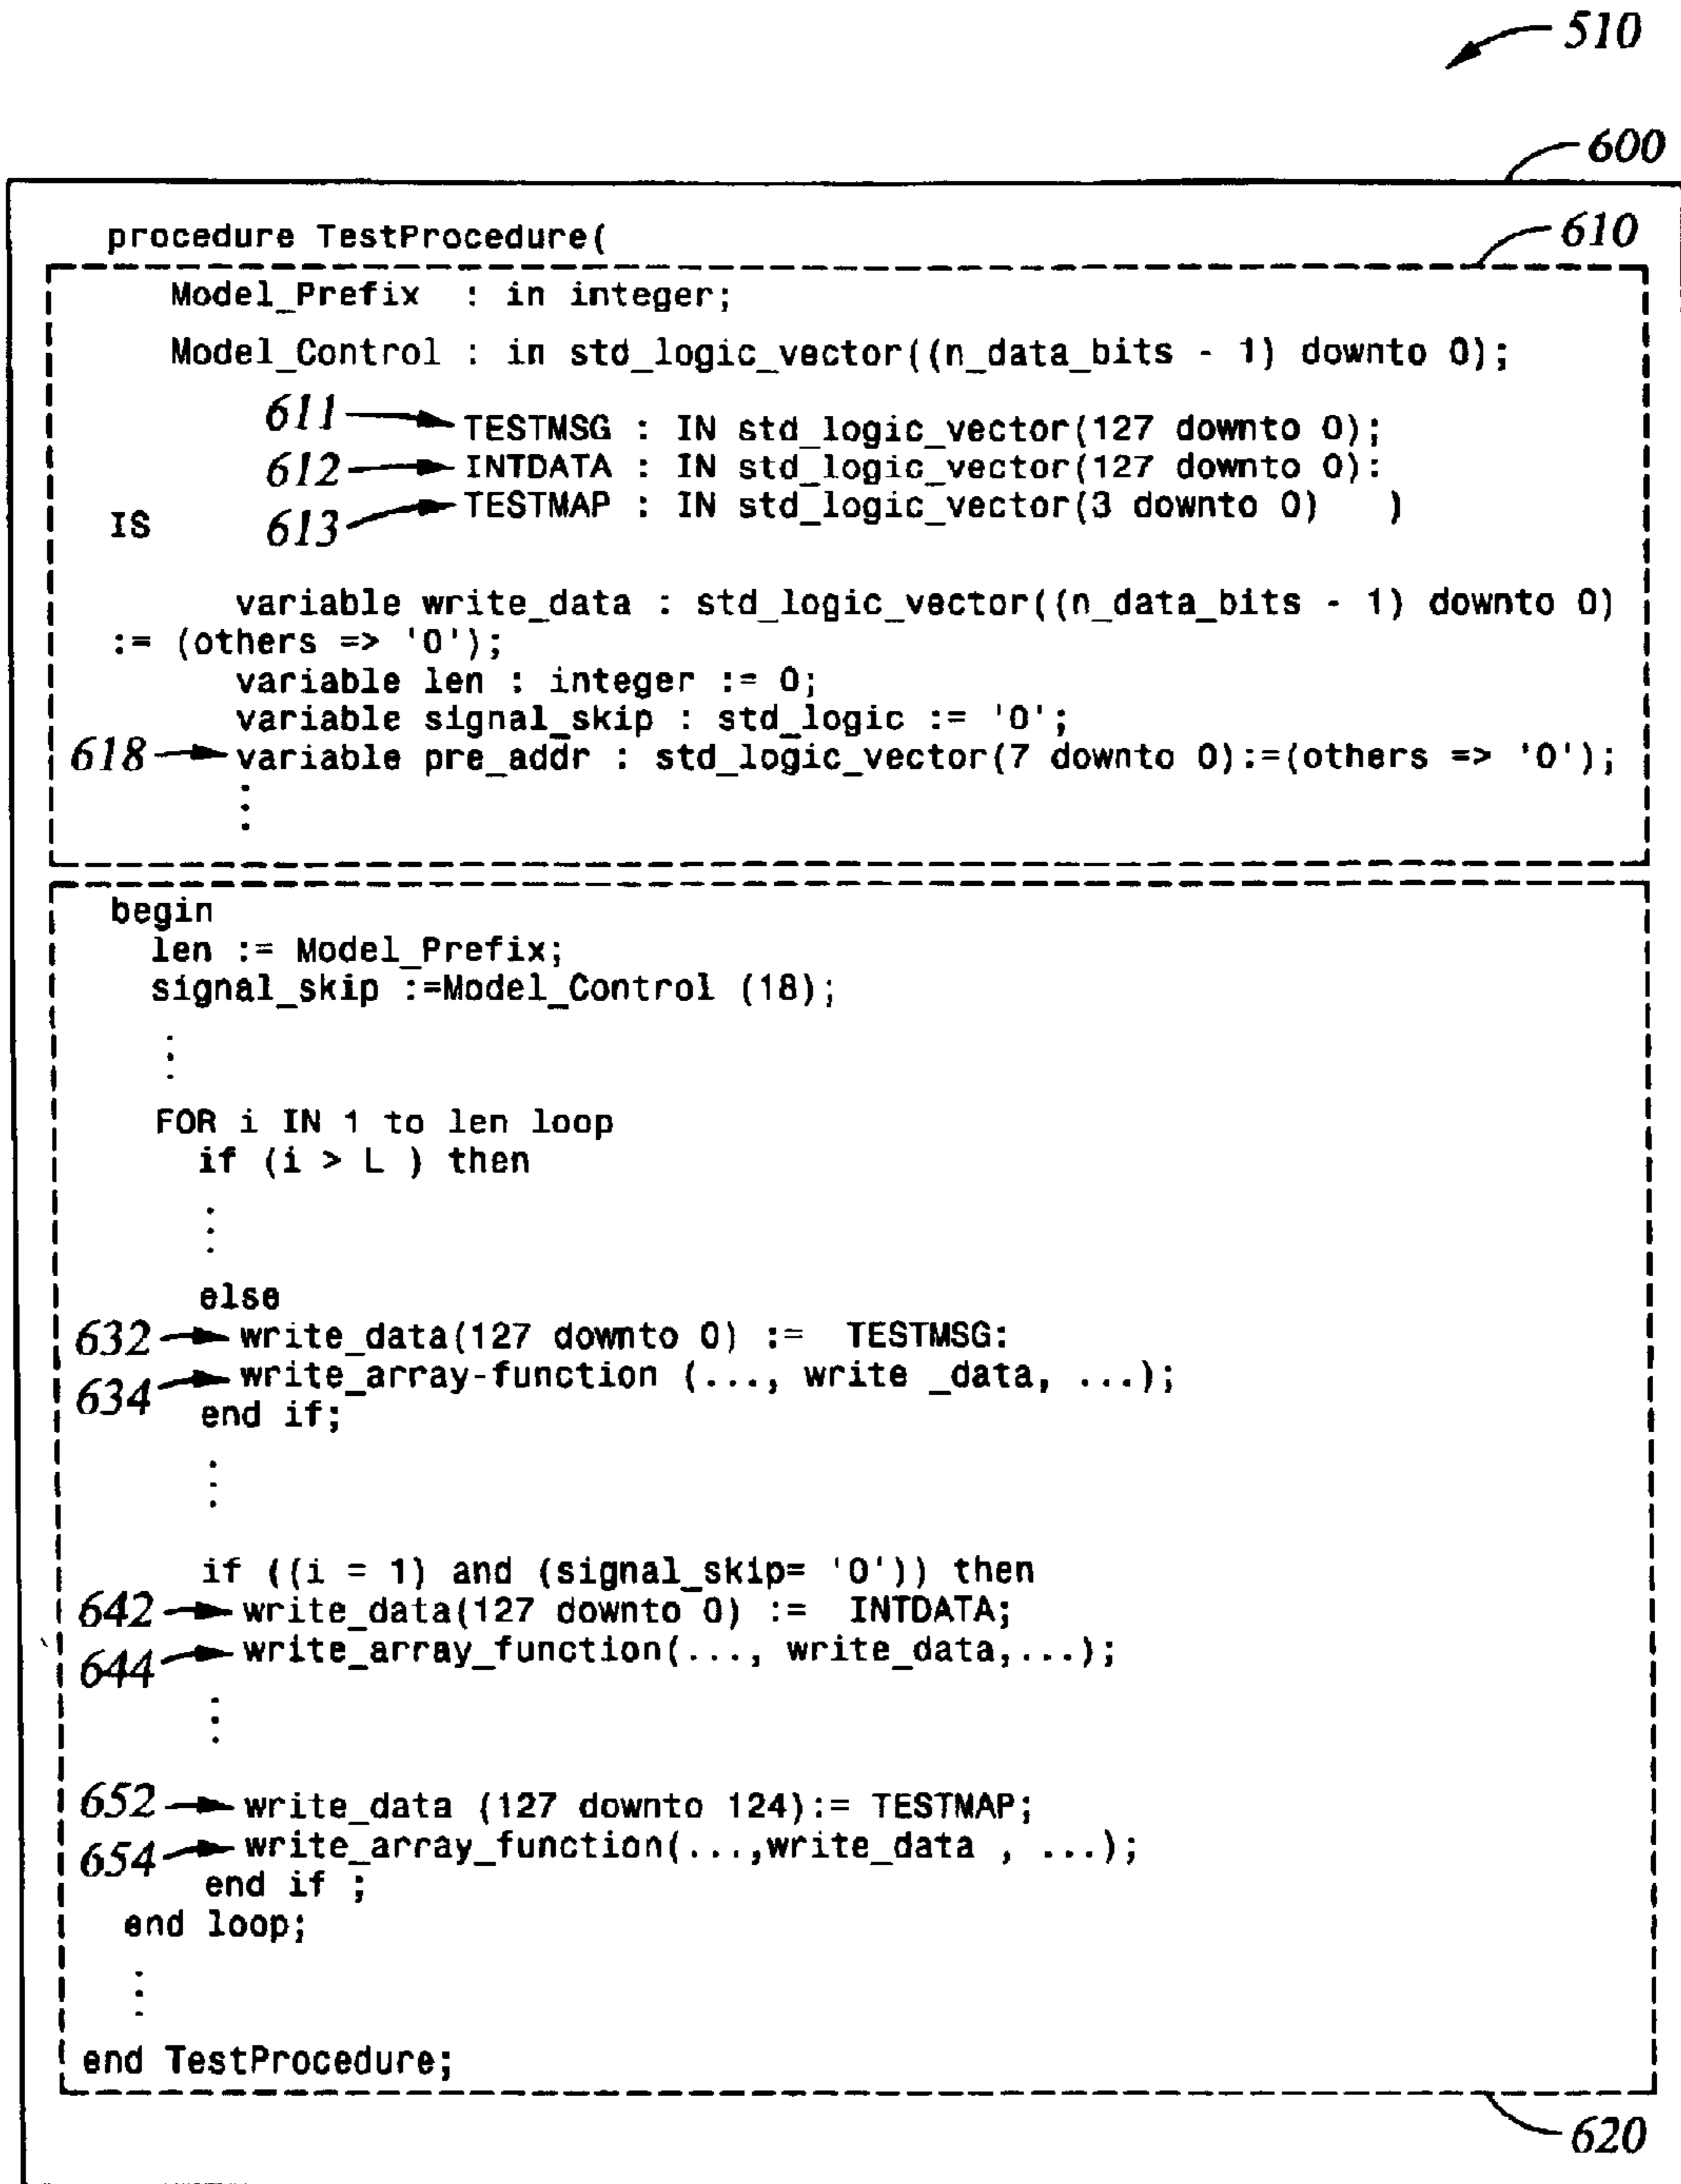 510
600
procedure TestProcedure(
610
Model_Prefix : in integer;
Model_Control : in std_logic_vector((n_data_bits - 1) downto 0);
611 TESTMSG : IN std_logic_vector(127 downto 0);
612 INTDATA : IN std_logic_vector(127 downto 0):
613 TESTMAP : IN std_logic_vector(3 downto 0) )
IS
variable write_data : std_logic_vector((n_data_bits - 1) downto 0)
:= (others => '0');
variable len : integer := 0;
variable signal_skip : std_logic := '0';
618 variable pre_addr : std_logic_vector(7 downto 0):=(others => '0');
begin
len := Model_Prefix;
signal_skip :=Model_Control (18);
FOR i IN 1 to len loop
if (i > L ) then
else
632 write_data(127 downto 0) := TESTMSG:
634 write_array-function (..., write _data, ...);
end if;
if ((i = 1) and (signal_skip= '0')) then
642 write_data(127 downto 0) := INTDATA;
644 write_array_function(..., write_data,...);
652 write_data (127 downto 124):= TESTMAP;
654 write_array_function(...,write_data , ...);
end if ;
end loop;
end TestProcedure;
620